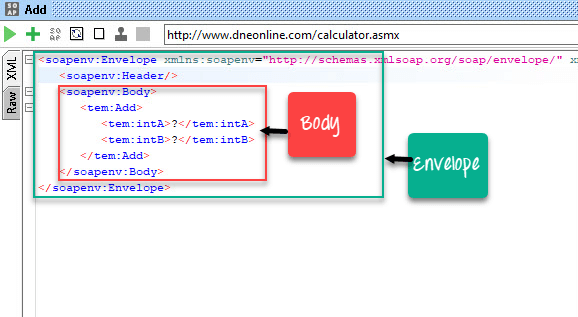 Add
http://www.dneonline.com/calculator.asmx
XML
Raw
<soapenv:Envelope xmlns:soapenv="http://schemas.xmlsoap.org/soap/envelope/" x
<soapenv:Header/>
<soapenv:Body>
<tem:Add>
<tem:intA>?</tem:intA>
<tem:intB>?</tem:intB>
</tem:Add>
</soapenv:Body>
</soapenv:Envelope>
Body
Envelope